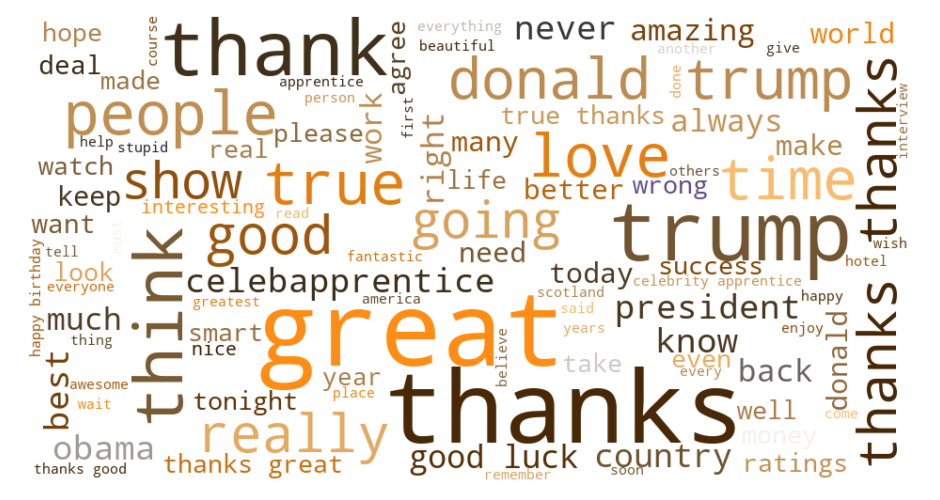 hope
course
thank
everything
beautiful
never
amazing
another
give
world
deal
made
apprentice
person
agree
first
donald trump
done
thanks
interview
people
please
work
true thanks
always
help
stupid
real
right
many
love
make
watch
show
true
life
better
others
wrong
time
keep
interesting
read
want
must
good
going
need
trump
wish
tell
think
fantastic
today
success
hotel
happy birthday
look
everyone
celebapprentice
celebrity apprentice
greatest
america
scotland
said
president
happy
much
thing
smart
nice
great
believe
years
know
enjoy
donald
thanks
best
awesome
wait
year
place
take
even
every
back
tonight
thanks
well
come
obama
really
money
thanks good
thanks great
good luck
remember
country
soon
ratings